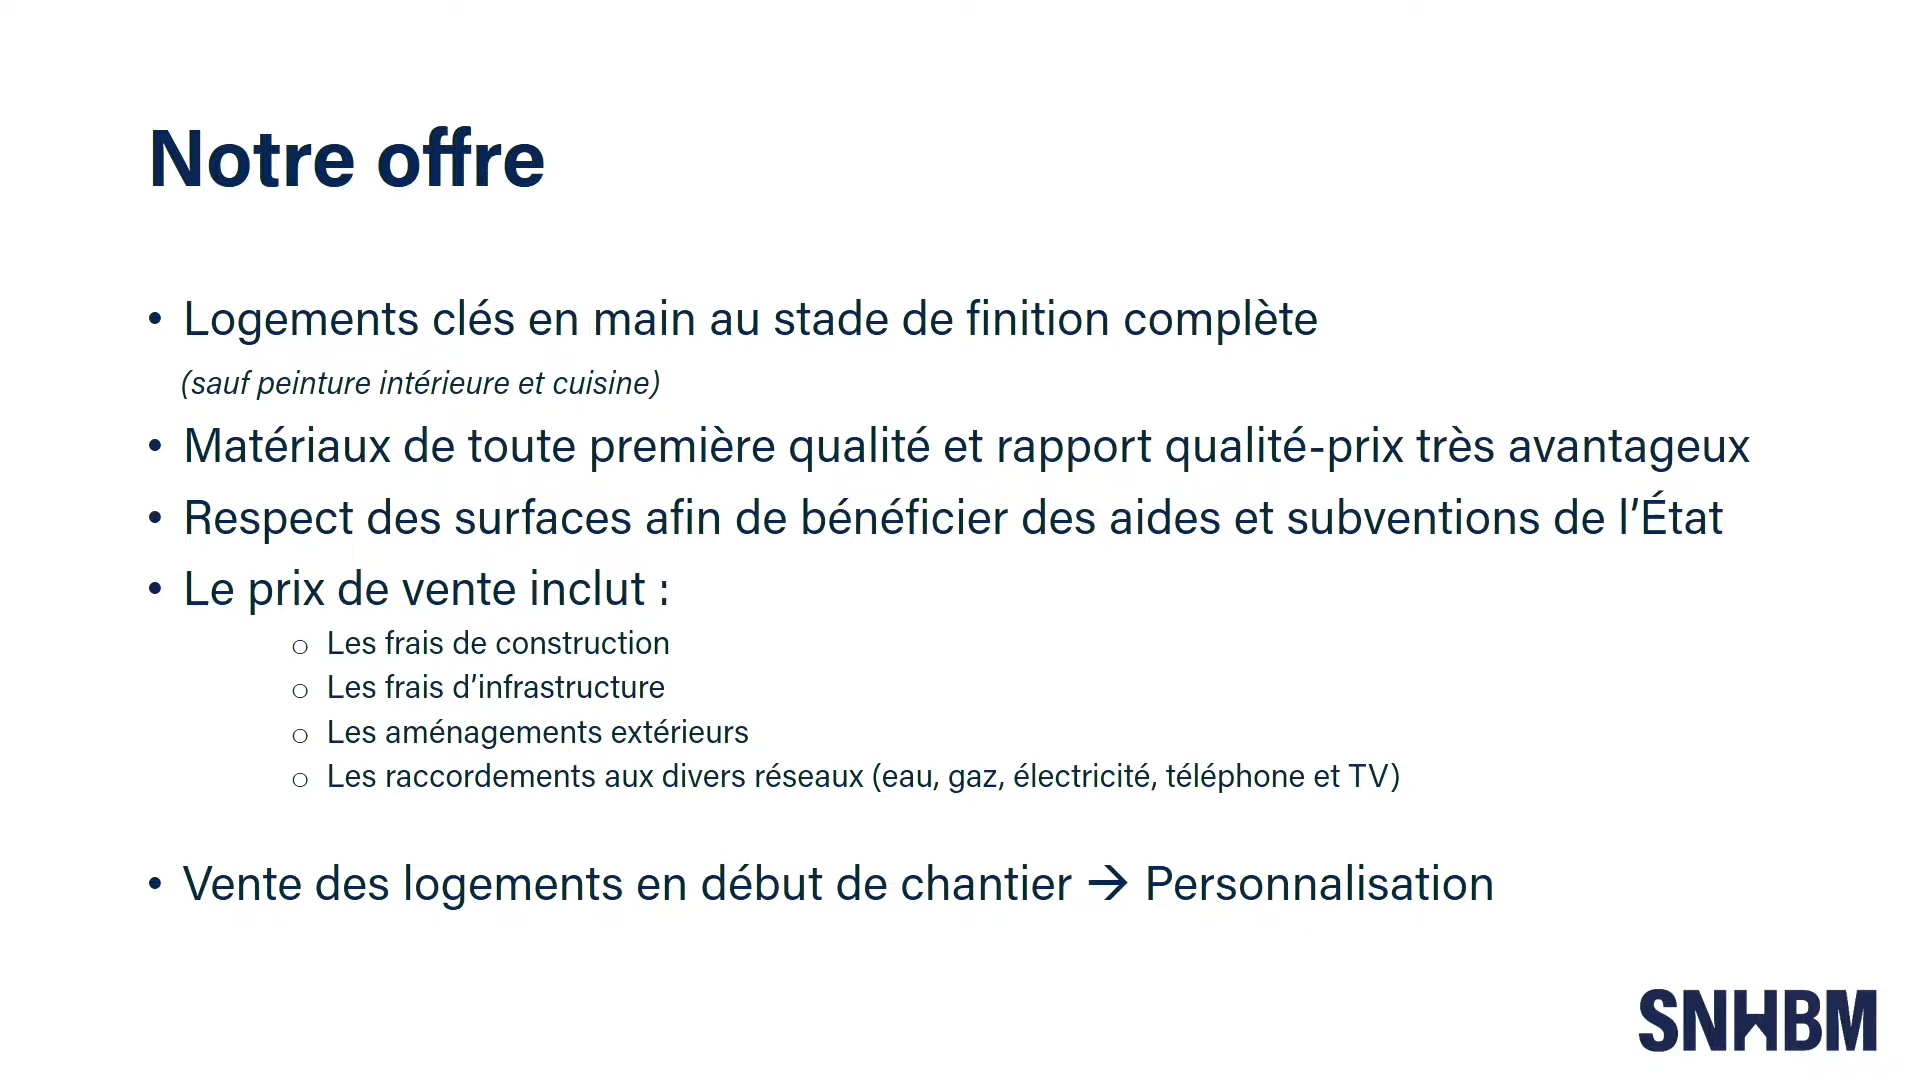 Notre offre
• Logements clés en main au stade de finition complète
(sauf peinture intérieure et cuisine)
• Matériaux de toute première qualité et rapport qualité-prix très avantageux
• Respect des surfaces afin de bénéficier des aides et subventions de l’État
• Le prix de vente inclut :
○ Les frais de construction
○ Les frais d’infrastructure
○ Les aménagements extérieurs
○ Les raccordements aux divers réseaux (eau, gaz, électricité, téléphone et TV)
• Vente des logements en début de chantier → Personnalisation
SNHBM